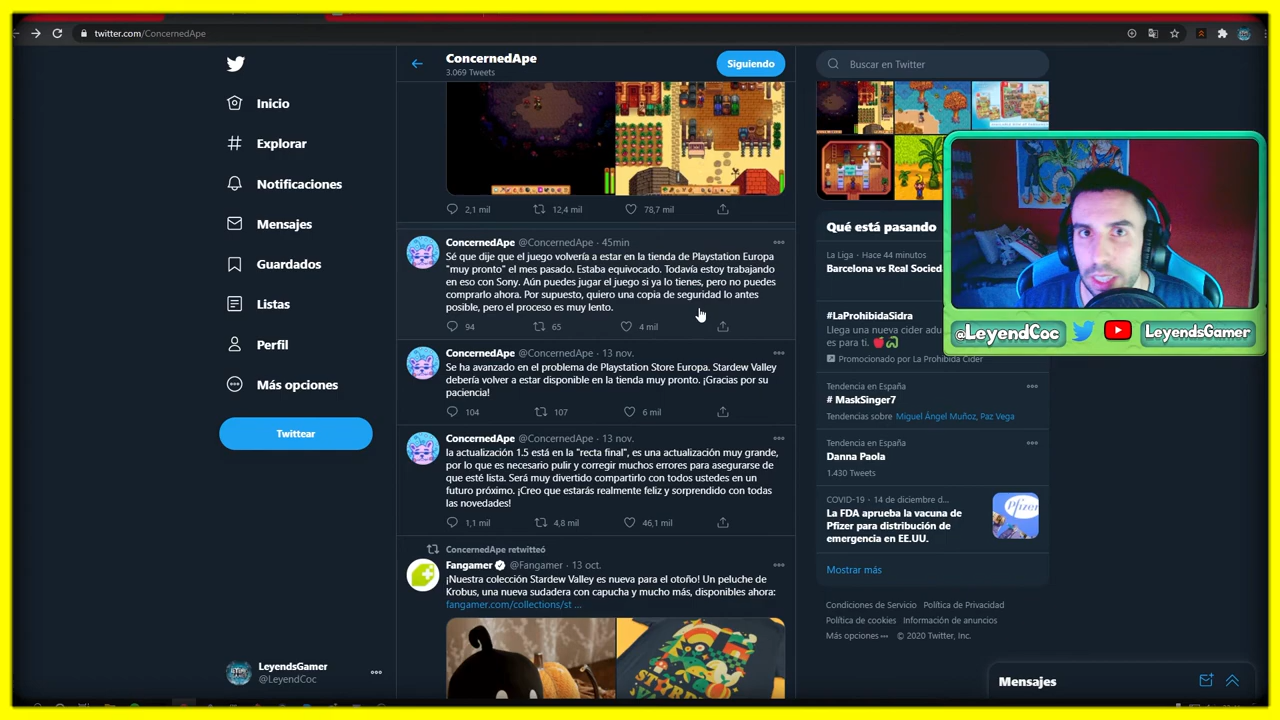 twitter.com/ConcernedApe
Inicio
Explorar
Notificaciones
Mensajes
Guardados
Listas
Perfil
Más opciones
Twittear
LeyendsGamer
@LeyendCoc
ConcernedApe
3.069 Tweets
Siguiendo
2,1 mil 12,4 mil 78,7 mil
ConcernedApe @ConcernedApe · 45min
Sé que dije que el juego volvería a estar en la tienda de Playstation Europa
"muy pronto" el mes pasado. Estaba equivocado. Todavía estoy trabajando
en eso con Sony. Aún puedes jugar el juego si ya lo tienes, pero no puedes
comprarlo ahora. Por supuesto, quiero una copia de seguridad lo antes
posible, pero el proceso es muy lento.
94 65 4 mil
ConcernedApe @ConcernedApe · 13 nov.
Se ha avanzado en el problema de Playstation Store Europa. Stardew Valley
debería volver a estar disponible en la tienda muy pronto. ¡Gracias por su
paciencia!
104 107 6 mil
ConcernedApe @ConcernedApe · 13 nov.
la actualización 1.5 está en la "recta final", es una actualización muy grande,
por lo que es necesario pulir y corregir muchos errores para asegurarse de
que esté lista. Será muy divertido compartirlo con todos ustedes en un
futuro próximo. ¡Creo que estarás realmente feliz y sorprendido con todas
las novedades!
1,1 mil 4,8 mil 46,1 mil
ConcernedApe retwitteó
Fangamer @Fangamer · 13 oct.
¡Nuestra colección Stardew Valley es nueva para el otoño! Un peluche de
Krobus, una nueva sudadera con capucha y mucho más, disponibles ahora:
fangamer.com/collections/st ...
Buscar en Twitter
Qué está pasando
La Liga · Hace 44 minutos
Barcelona vs Real Socied
#LaProhibidaSidra
Llega una nueva cider adu
es para ti.
Promocionado por La Prohibida Cider
Tendencia en España
# MaskSinger7
Tendencias sobre Miguel Ángel Muñoz, Paz Vega
Tendencia en España
Danna Paola
1.430 Tweets
COVID-19 · 14 de diciembre d...
La FDA aprueba la vacuna de
Pfizer para distribución de
emergencia en EE.UU.
Pfizer
Mostrar más
Condiciones de Servicio Política de Privacidad
Política de cookies Información de anuncios
Más opciones © 2020 Twitter, Inc.
Mensajes
@LeyendCoc LeyendsGamer